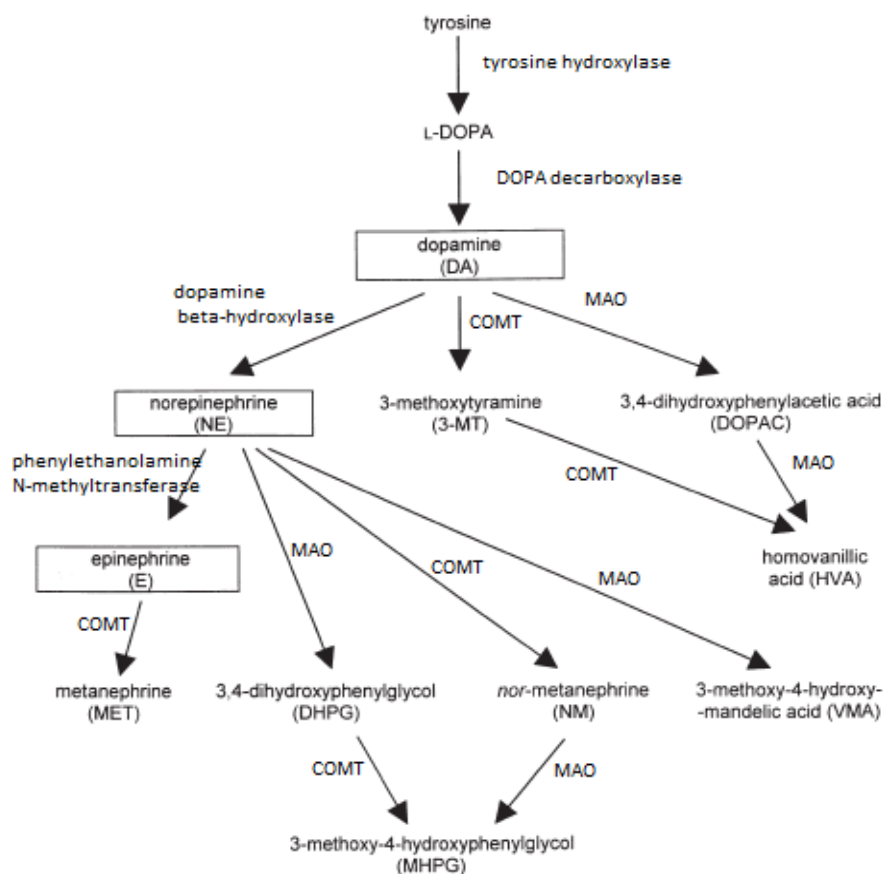 tyrosine
tyrosine hydroxylase
L-DOPA
DOPA decarboxylase
dopamine
(DA)
dopamine
beta-hydroxylase
COMT
MAO
norepinephrine
(NE)
3-methoxytyramine
(3-MT)
3,4-dihydroxyphenylacetic acid
(DOPAC)
phenylethanolamine
N-methyltransferase
COMT
MAO
epinephrine
(E)
MAO
COMT
MAO
homovanillic
acid (HVA)
COMT
metanephrine
(MET)
3,4-dihydroxyphenylglycol
(DHPG)
nor-metanephrine
(NM)
3-methoxy-4-hydroxy-
-mandelic acid (VMA)
COMT
MAO
3-methoxy-4-hydroxyphenylglycol
(MHPG)